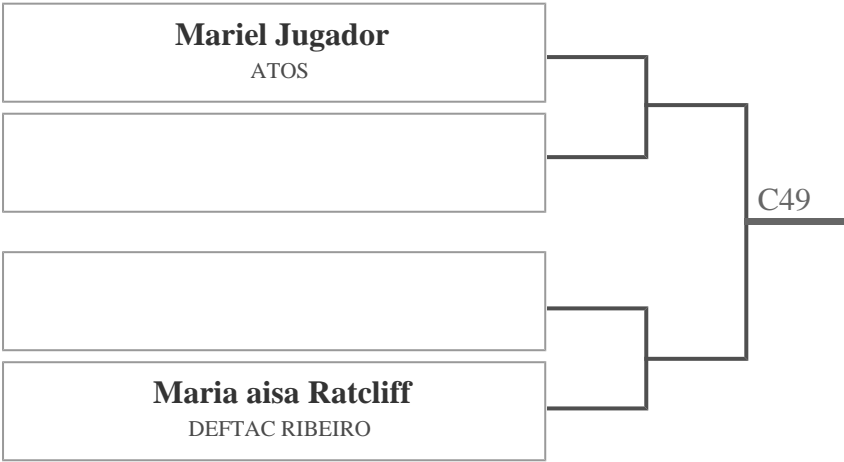 Mariel Jugador
ATOS
C49
Maria aisa Ratcliff
DEFTAC RIBEIRO